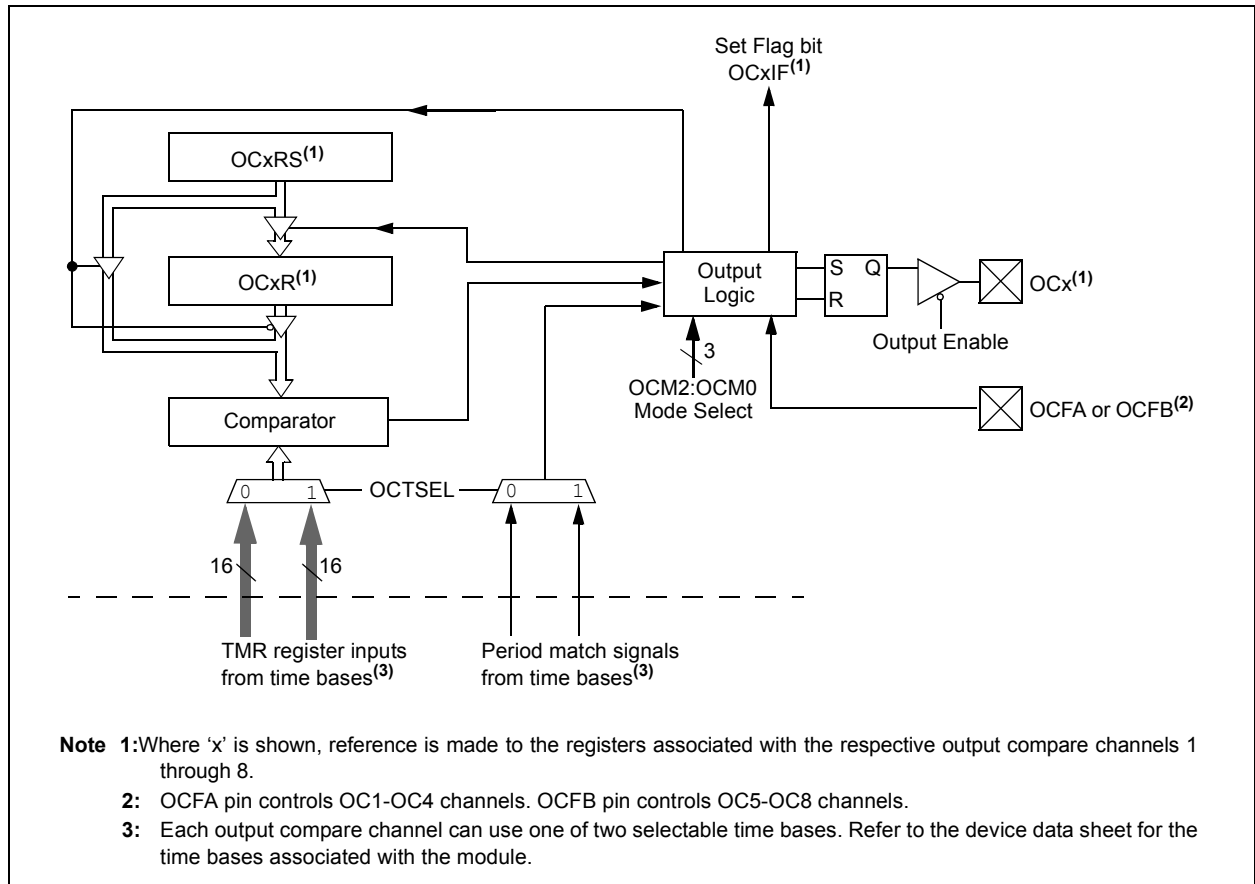 Set Flag bit
OCxIF(1)
OCxRS(1)
OCxR(1)
Output
Logic
S Q
R
OCx(1)
Output Enable
3
OCM2:OCM0
Mode Select
OCFA or OCFB(2)
Comparator
0 1
OCTSEL
0 1
16
16
TMR register inputs
from time bases(3)
Period match signals
from time bases(3)
Note 1:Where ‘x’ is shown, reference is made to the registers associated with the respective output compare channels 1
through 8.
2: OCFA pin controls OC1-OC4 channels. OCFB pin controls OC5-OC8 channels.
3: Each output compare channel can use one of two selectable time bases. Refer to the device data sheet for the
time bases associated with the module.